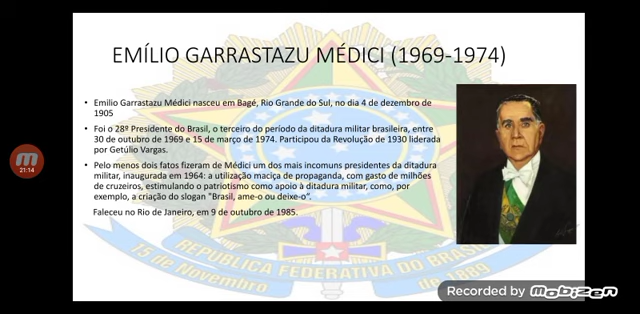 EMÍLIO GARRASTAZU MÉDICI (1969-1974)
• Emilio Garrastazu Médici nasceu em Bagé, Rio Grande do Sul, no dia 4 de dezembro de
1905
• Foi o 28º Presidente do Brasil, o terceiro do período da ditadura militar brasileira, entre
30 de outubro de 1969 e 15 de março de 1974. Participou da Revolução de 1930 liderada
por Getúlio Vargas.
• Pelo menos dois fatos fizeram de Médici um dos mais incomuns presidentes da ditadura
militar, inaugurada em 1964: a utilização maciça de propaganda, com gasto de milhões
de cruzeiros, estimulando o patriotismo como apoio à ditadura militar, como, por
exemplo, a criação do slogan "Brasil, ame-o ou deixe-o".
Faleceu no Rio de Janeiro, em 9 de outubro de 1985.
21:14
REPÚBLICA FEDERATIVA DO BRASIL
15 de Novembro
de 1889
Recorded by Mobizen